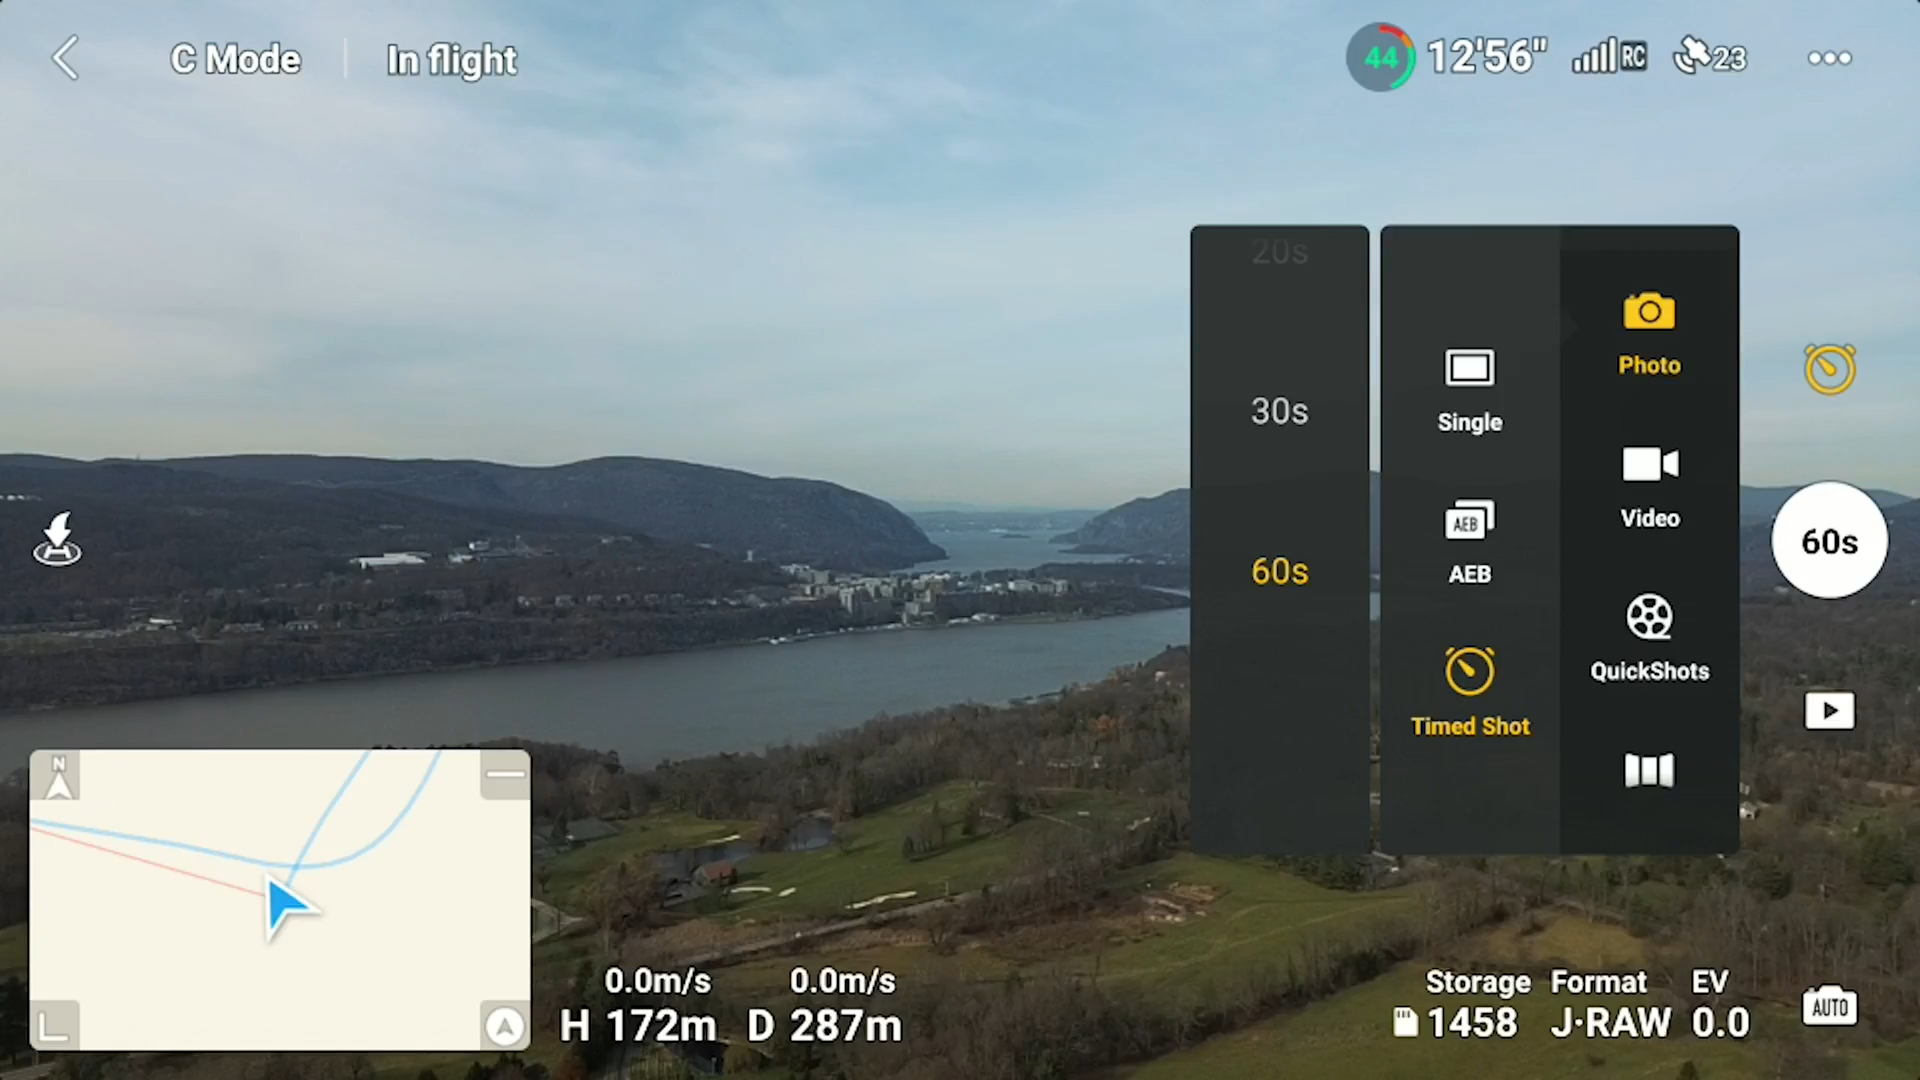 C Mode
In flight
44
12'56"
RC
23
20s
30s
60s
Single
AEB
AEB
Timed Shot
Photo
Video
QuickShots
60s
N
0.0m/s 0.0m/s
H 172m D 287m
Storage Format EV
1458 J·RAW 0.0
AUTO